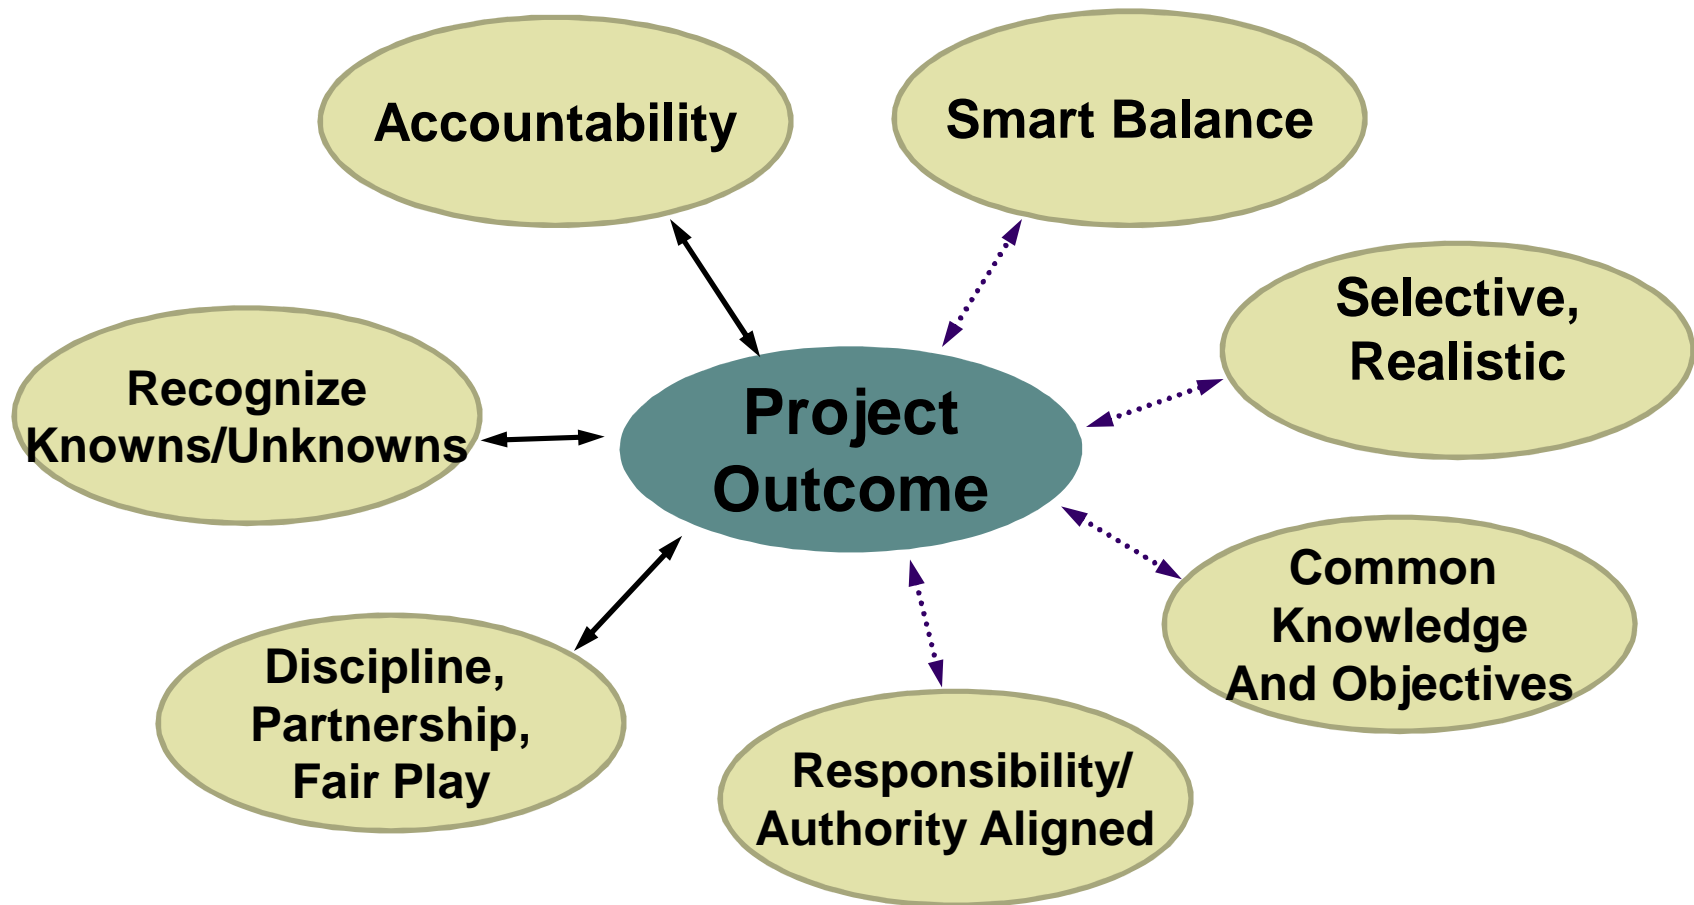 Accountability
Smart Balance
Selective,
Realistic
Recognize
Knowns/Unknowns
Project
Outcome
Common
Knowledge
And Objectives
Discipline,
Partnership,
Fair Play
Responsibility/
Authority Aligned